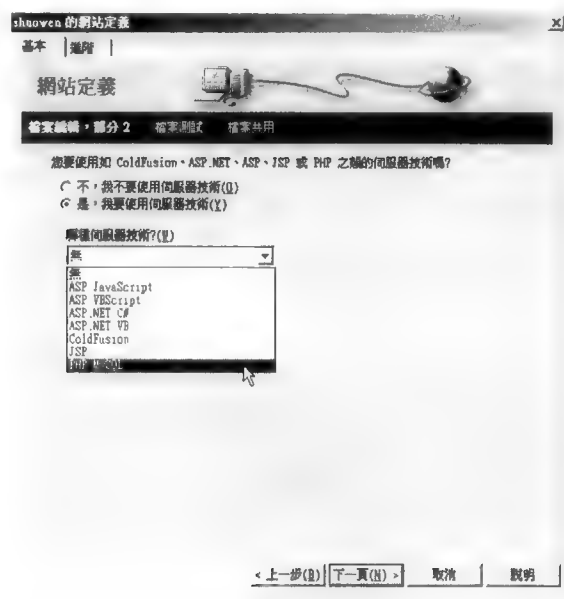 shuowen 的網站定義
基本 進階
網站定義
檔案編輯，部分 2 檔案測試 檔案共用
您要使用如 ColdFusion、ASP.NET、ASP、JSP 或 PHP 之類的伺服器技術嗎?
不，我不要使用伺服器技術(O)
是，我要使用伺服器技術(Y)
哪種伺服器技術?(W)
無
無
ASP JavaScript
ASP VBScript
ASP.NET C#
ASP.NET VB
ColdFusion
JSP
PHP MySQL
< 上一步(B) 下一頁(N) > 取消 說明